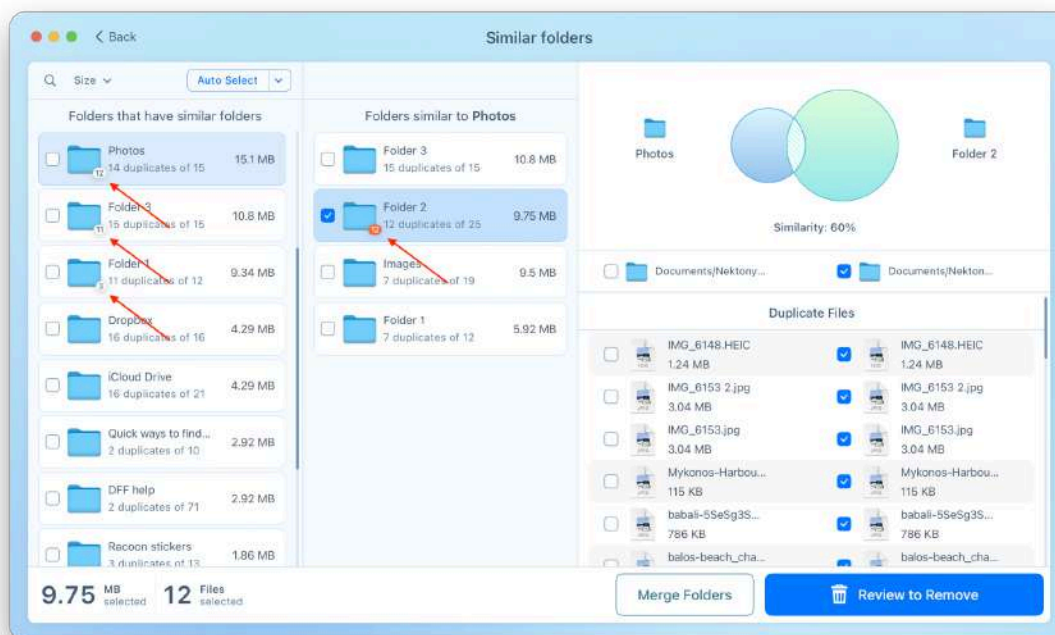 Back
Similar folders
Size
Auto Select
Folders that have similar folders
Photos
14 duplicates of 15
15.1 MB
12
Folder 3
15 duplicates of 15
10.8 MB
11
Folder 1
11 duplicates of 12
9.34 MB
3
Dropbox
16 duplicates of 16
4.29 MB
iCloud Drive
16 duplicates of 21
4.29 MB
Quick ways to find...
2 duplicates of 10
2.92 MB
DFF help
2 duplicates of 71
2.92 MB
Racoon stickers
3 duplicates of 13
1.86 MB
Folders similar to Photos
Folder 3
15 duplicates of 15
10.8 MB
Folder 2
12 duplicates of 25
9.75 MB
12
Images
7 duplicates of 19
9.5 MB
Folder 1
7 duplicates of 12
5.92 MB
Photos
Folder 2
Similarity: 60%
Documents/Nektony...
Documents/Nekton...
Duplicate Files
IMG_6148.HEIC
1.24 MB
IMG_6148.HEIC
1.24 MB
IMG_6153 2.jpg
3.04 MB
IMG_6153 2.jpg
3.04 MB
IMG_6153.jpg
3.04 MB
IMG_6153.jpg
3.04 MB
Mykonos-Harbou...
115 KB
Mykonos-Harbou...
115 KB
babali-5SeSg3S...
786 KB
babali-5SeSg3S...
786 KB
balos-beach_cha...
balos-beach_cha...
9.75 MB selected
12 Files selected
Merge Folders
Review to Remove